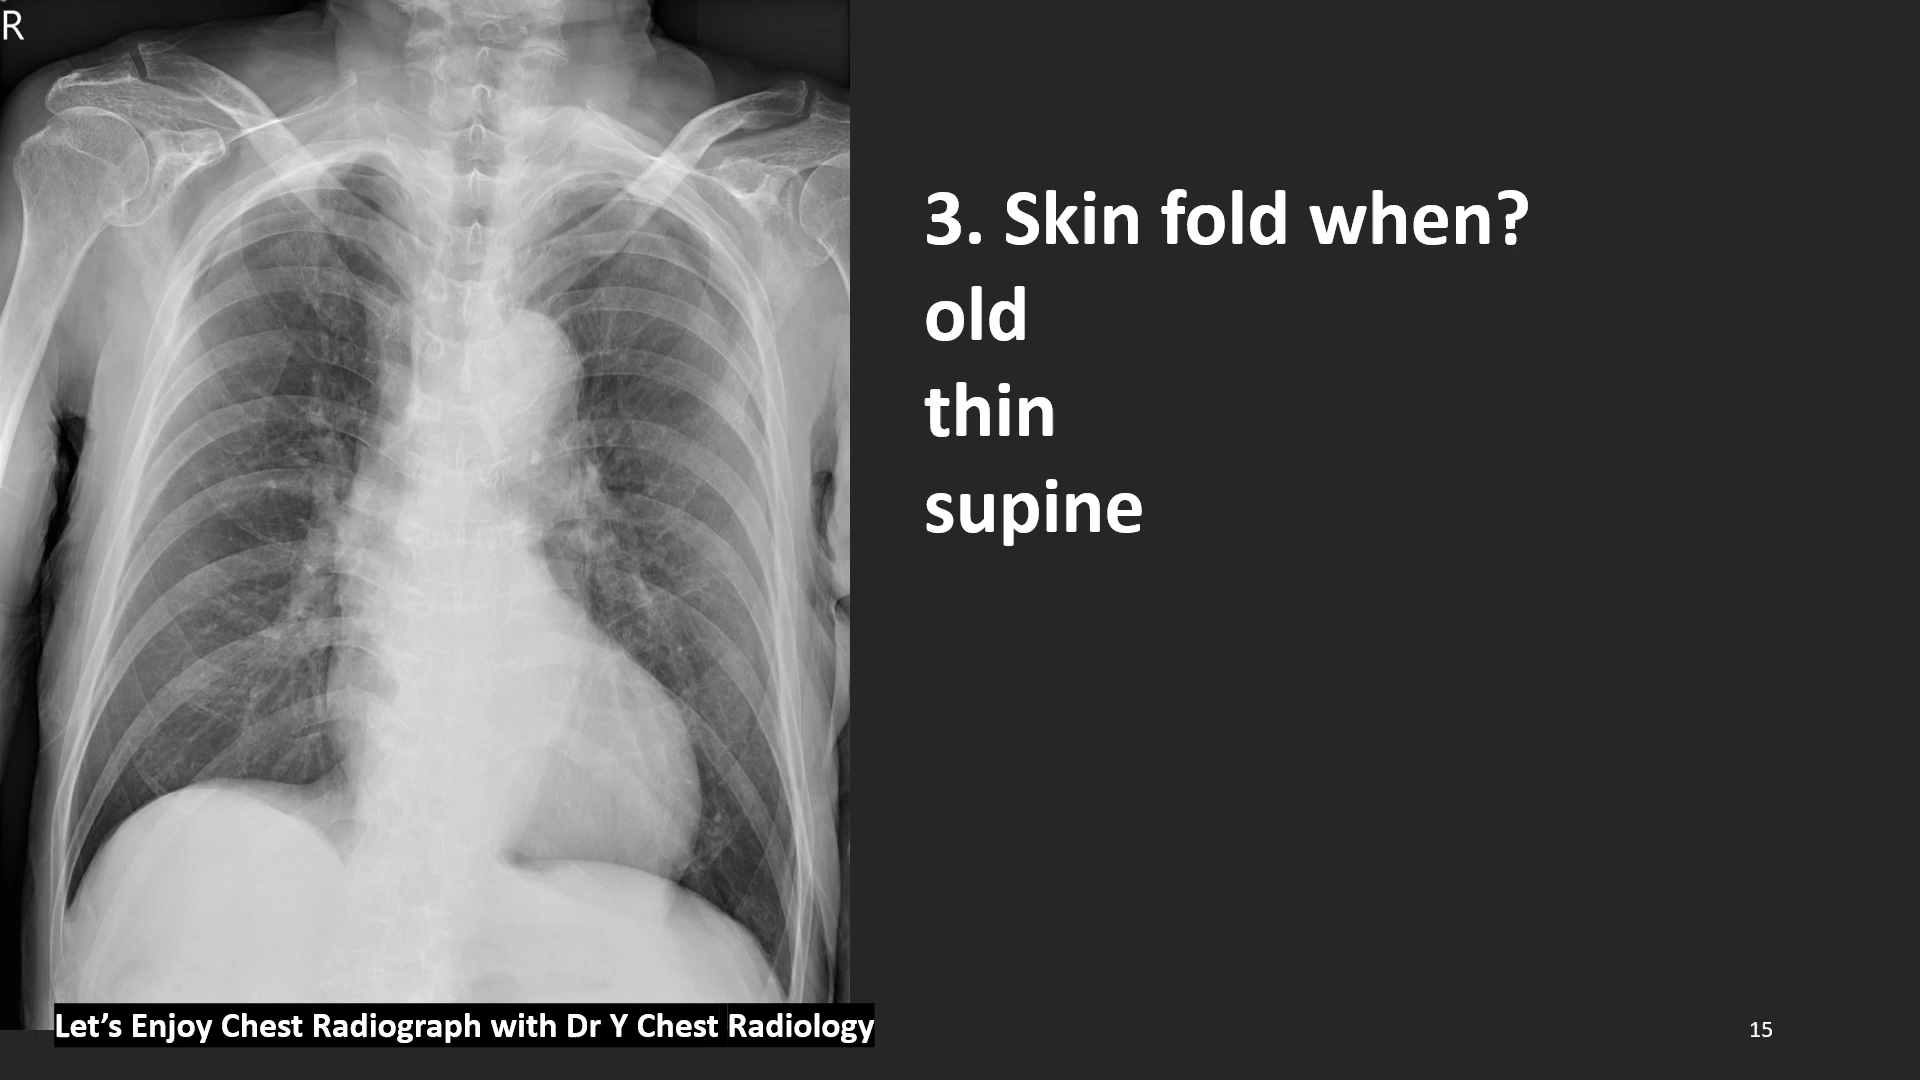 R
3. Skin fold when?
old
thin
supine
Let’s Enjoy Chest Radiograph with Dr Y Chest Radiology
15